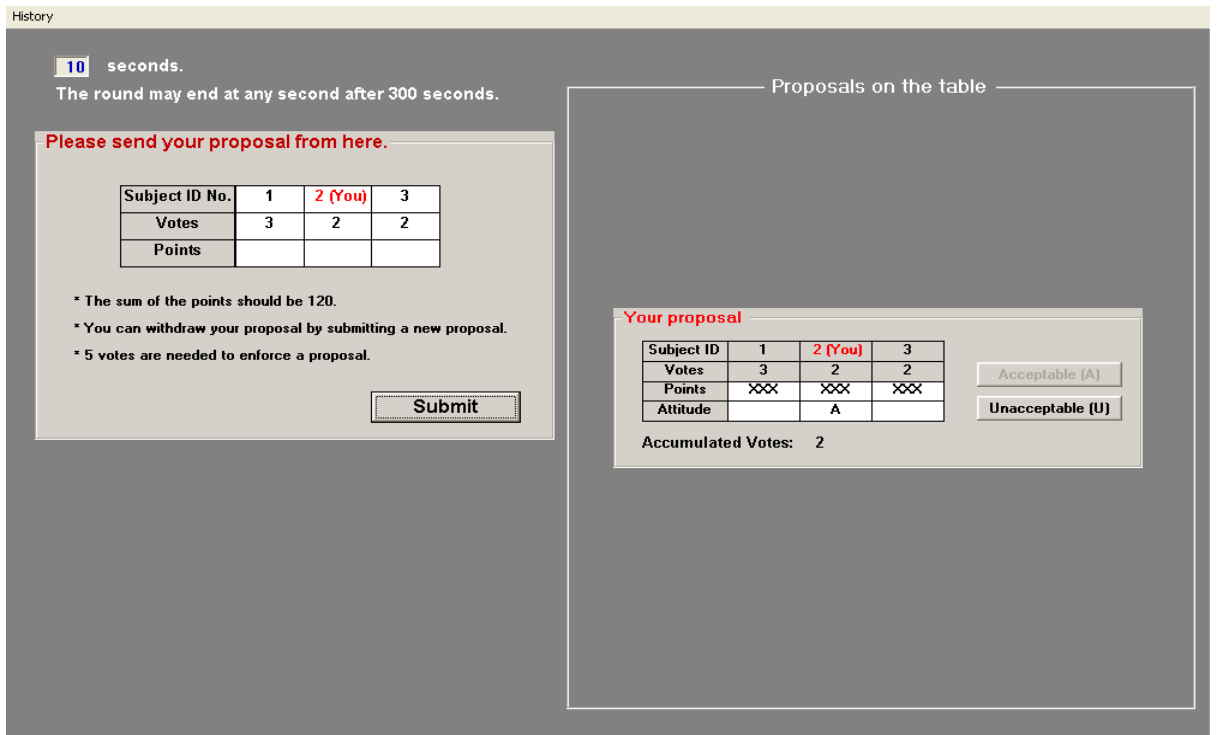 History
10 seconds.
The round may end at any second after 300 seconds.
Please send your proposal from here.
Subject ID No. 1 2 (You) 3
Votes 3 2 2
Points
* The sum of the points should be 120.
* You can withdraw your proposal by submitting a new proposal.
* 5 votes are needed to enforce a proposal.
Submit
Proposals on the table
Your proposal
Subject ID 1 2 (You) 3
Votes 3 2 2
Points XXX XXX XXX
Attitude A
Acceptable (A)
Unacceptable (U)
Accumulated Votes: 2